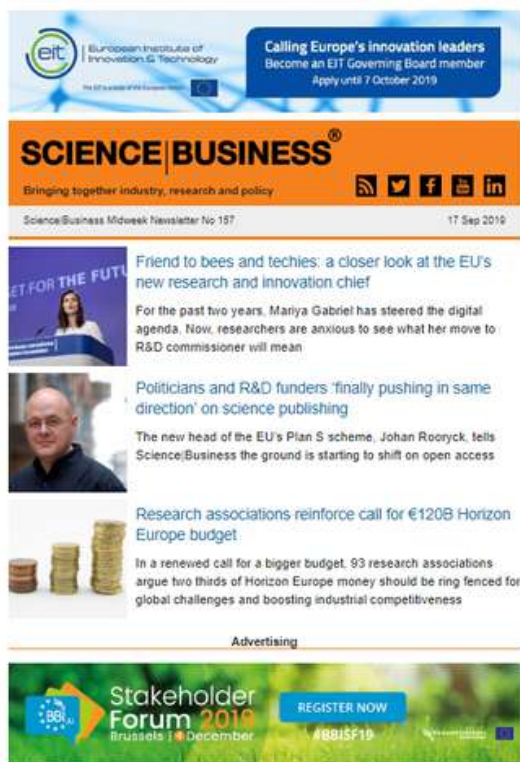 eit
European Institute of
Innovation & Technology
Calling Europe's innovation leaders
Become an EIT Governing Board member
Apply until 7 October 2019
SCIENCE|BUSINESS®
Bringing together industry, research and policy
Science|Business Midweek Newsletter No 157
17 Sep 2019
ET FOR THE FUTU
Friend to bees and techies: a closer look at the EU's
new research and innovation chief
For the past two years, Mariya Gabriel has steered the digital
agenda. Now, researchers are anxious to see what her move to
R&D commissioner will mean
Politicians and R&D funders 'finally pushing in same
direction' on science publishing
The new head of the EU's Plan S scheme, Johan Rooryck, tells
Science|Business the ground is starting to shift on open access
Research associations reinforce call for €120B Horizon
Europe budget
In a renewed call for a bigger budget, 93 research associations
argue two thirds of Horizon Europe money should be ring fenced for
global challenges and boosting industrial competitiveness
Advertising
BBI
Stakeholder
Forum 2019
Brussels | 4 December
REGISTER NOW
#BBISF19